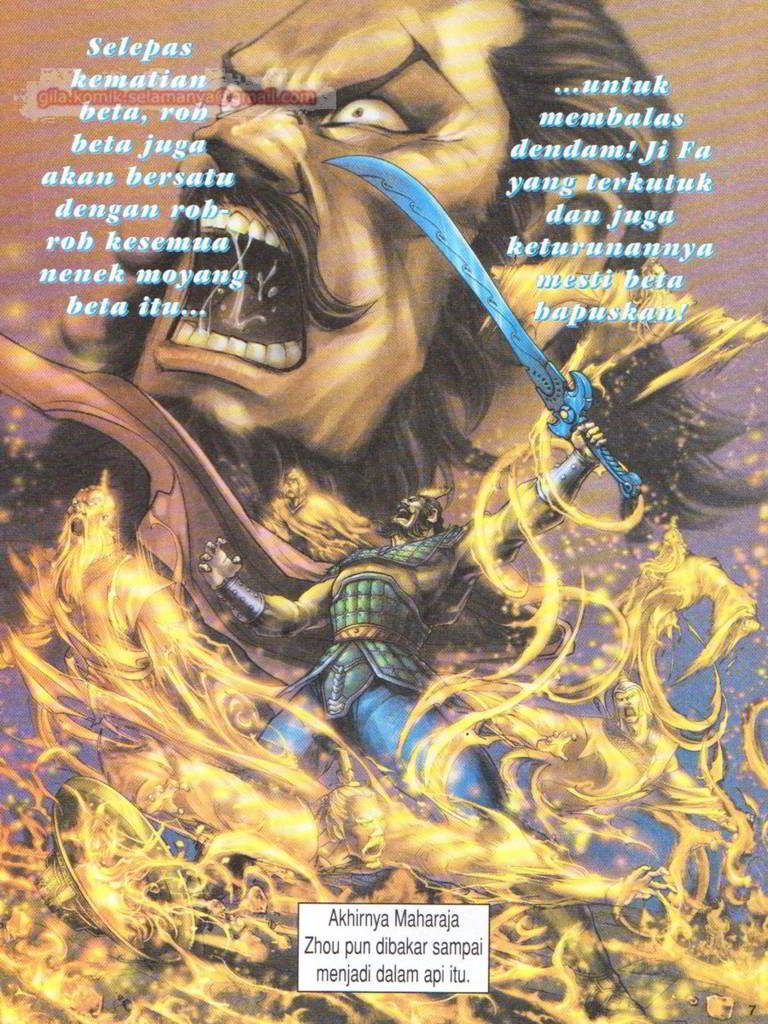 Selepas
kematian
gila.komik.selamanya@gmail.com
beta, roh
beta juga
akan bersatu
dengan roh-
roh kesemua
nenek moyang
beta itu...
...untuk
membalas
dendam! Ji Fa
yang terkutuk
dan juga
keturunannya
mesti beta
hapuskan!
Akhirnya Maharaja
Zhou pun dibakar sampai
menjadi dalam api itu.
7